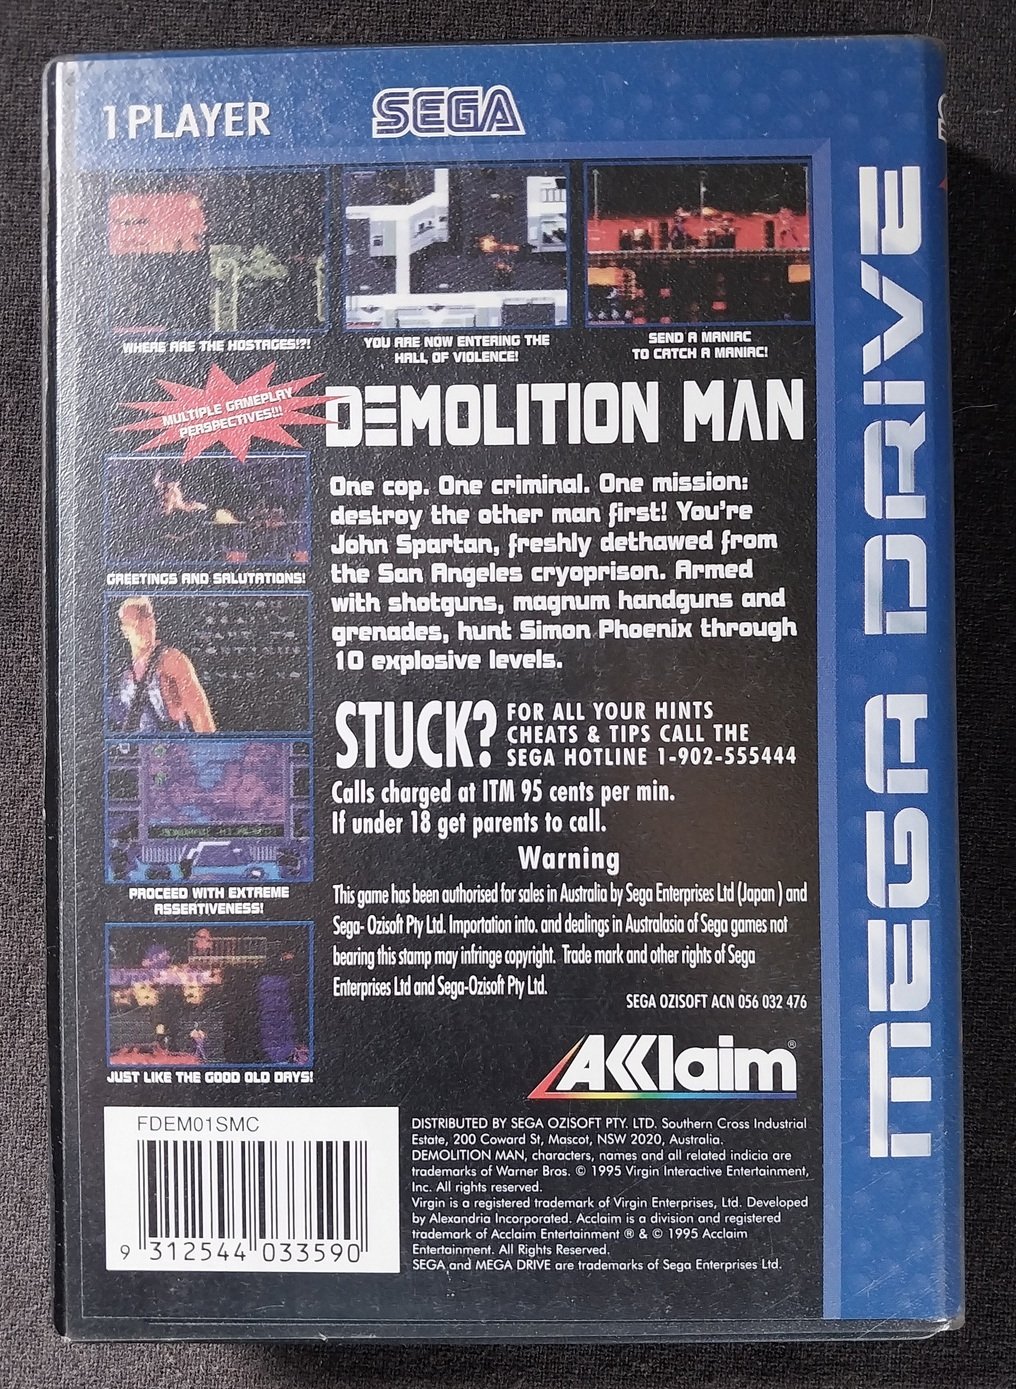 1 PLAYER
SEGA
WHERE ARE THE HOSTAGES!?!
YOU ARE NOW ENTERING THE
HALL OF VIOLENCE!
SEND A MANIAC
TO CATCH A MANIAC!
MULTIPLE GAMEPLAY
PERSPECTIVES!!!
DEMOLITION MAN
One cop. One criminal. One mission:
destroy the other man first! You're
John Spartan, freshly dethawed from
the San Angeles cryoprison. Armed
with shotguns, magnum handguns and
grenades, hunt Simon Phoenix through
10 explosive levels.
GREETINGS AND SALUTATIONS!
PROCEED WITH EXTREME
ASSERTIVENESS!
JUST LIKE THE GOOD OLD DAYS!
STUCK?
FOR ALL YOUR HINTS
CHEATS & TIPS CALL THE
SEGA HOTLINE 1-902-555444
Calls charged at ITM 95 cents per min.
If under 18 get parents to call.
Warning
This game has been authorised for sales in Australia by Sega Enterprises Ltd (Japan ) and
Sega- Ozisoft Pty Ltd. Importation into. and dealings in Australasia of Sega games not
bearing this stamp may infringe copyright. Trade mark and other rights of Sega
Enterprises Ltd and Sega-Ozisoft Pty Ltd.
SEGA OZISOFT ACN 056 032 476
AKKlaim®
FDEM01SMC
9 312544 033590
DISTRIBUTED BY SEGA OZISOFT PTY. LTD. Southern Cross Industrial
Estate, 200 Coward St, Mascot, NSW 2020, Australia.
DEMOLITION MAN, characters, names and all related indicia are
trademarks of Warner Bros. © 1995 Virgin Interactive Entertainment,
Inc. All rights reserved.
Virgin is a registered trademark of Virgin Enterprises, Ltd. Developed
by Alexandria Incorporated. Acclaim is a division and registered
trademark of Acclaim Entertainment ® & © 1995 Acclaim
Entertainment. All Rights Reserved.
SEGA and MEGA DRIVE are trademarks of Sega Enterprises Ltd.
MEGA DRIVE